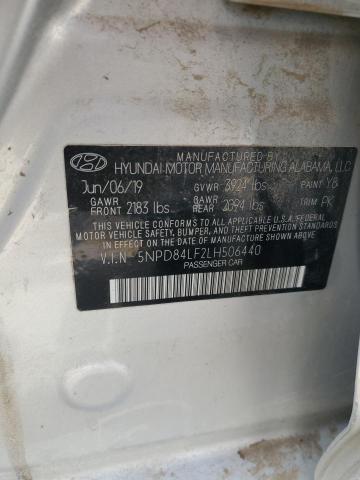 MANUFACTURED BY
HYUNDAI MOTOR MANUFACTURING ALABAMA, LLC
Jun/06/19 GVWR 3924 lbs PAINT Y8
GAWR FRONT 2183 lbs GAWR REAR 2094 lbs TRIM PK
THIS VEHICLE CONFORMS TO ALL APPLICABLE U.S.A FEDERAL
MOTOR VEHICLE SAFETY, BUMPER, AND THEFT PREVENTION
STANDARDS IN EFFECT ON THE DATE OF MANUFACTURE SHOWN ABOVE.
V.I.N 5NPD84LF2LH506440
PASSENGER CAR